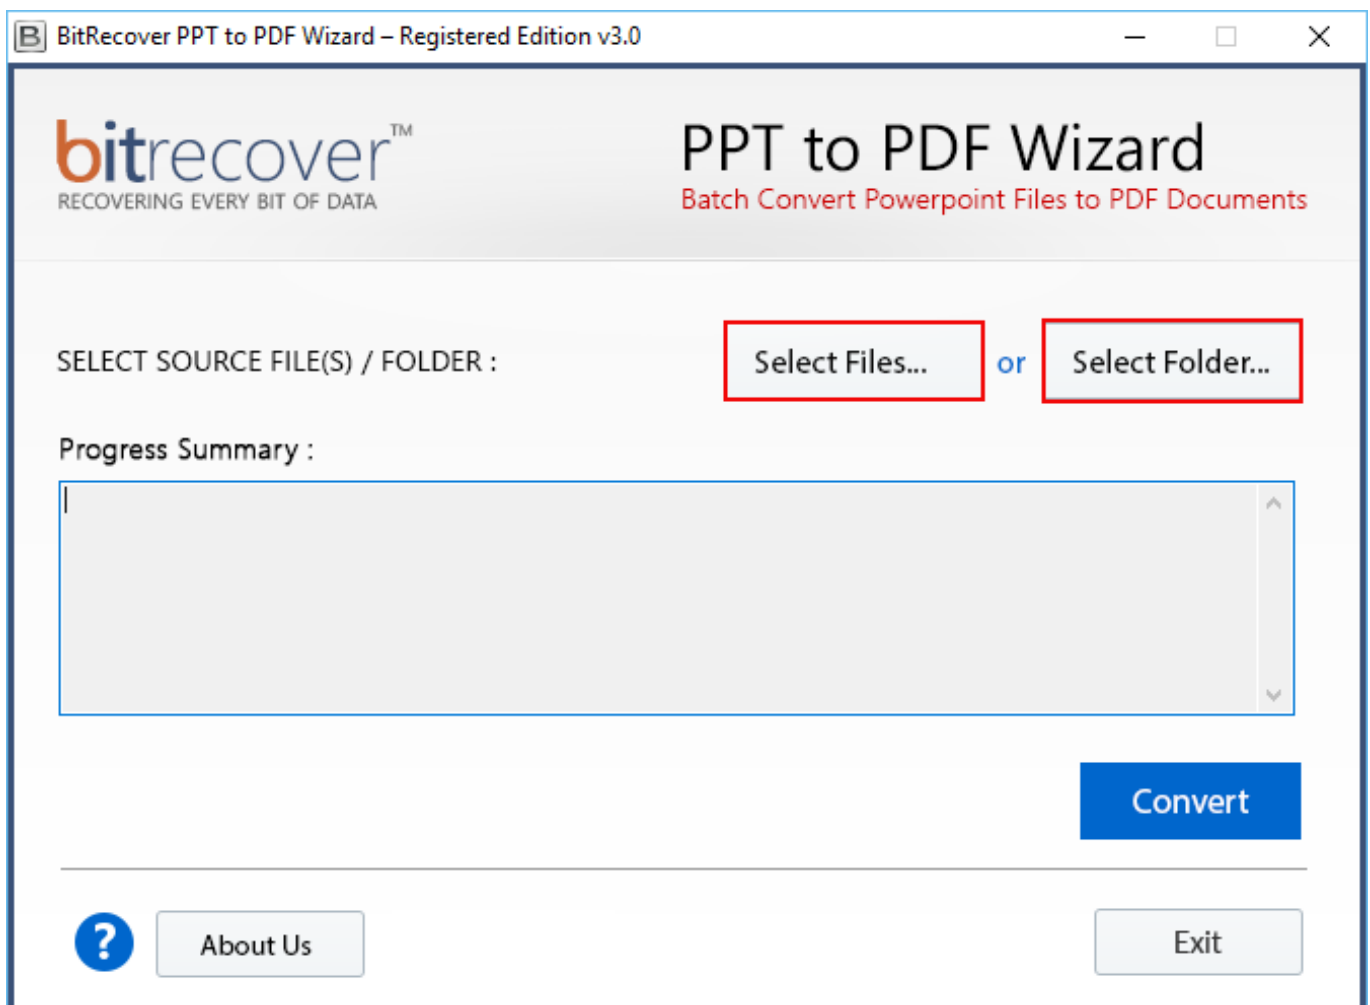 BitRecover PPT to PDF Wizard – Registered Edition v3.0
bitrecover™
RECOVERING EVERY BIT OF DATA
PPT to PDF Wizard
Batch Convert Powerpoint Files to PDF Documents
SELECT SOURCE FILE(S) / FOLDER : Select Files... or Select Folder...
Progress Summary :
Convert
? About Us Exit